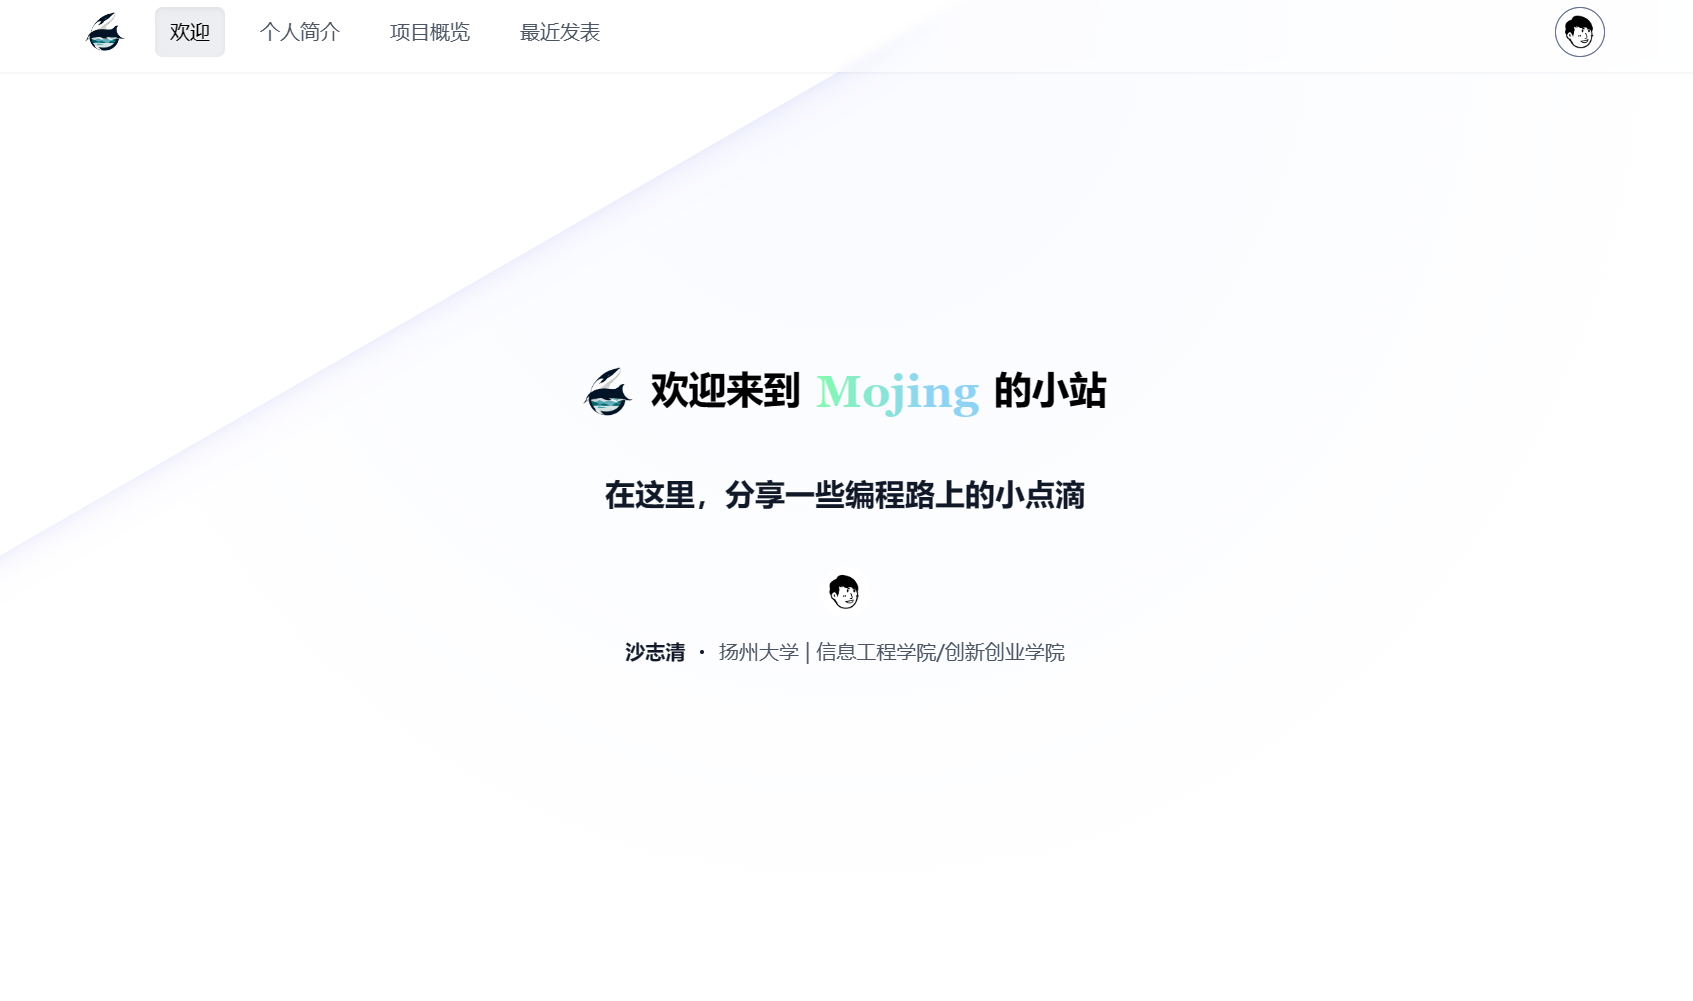 欢迎 个人简介 项目概览 最近发表
欢迎来到 Mojing 的小站
在这里，分享一些编程路上的小点滴
沙志清 · 扬州大学 | 信息工程学院/创新创业学院